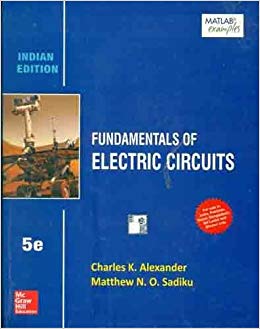 MATLAB
examples
INDIAN
EDITION
FUNDAMENTALS OF
ELECTRIC CIRCUITS
5e
Charles K. Alexander
Matthew N. O. Sadiku
Mc
Graw
Hill
Education